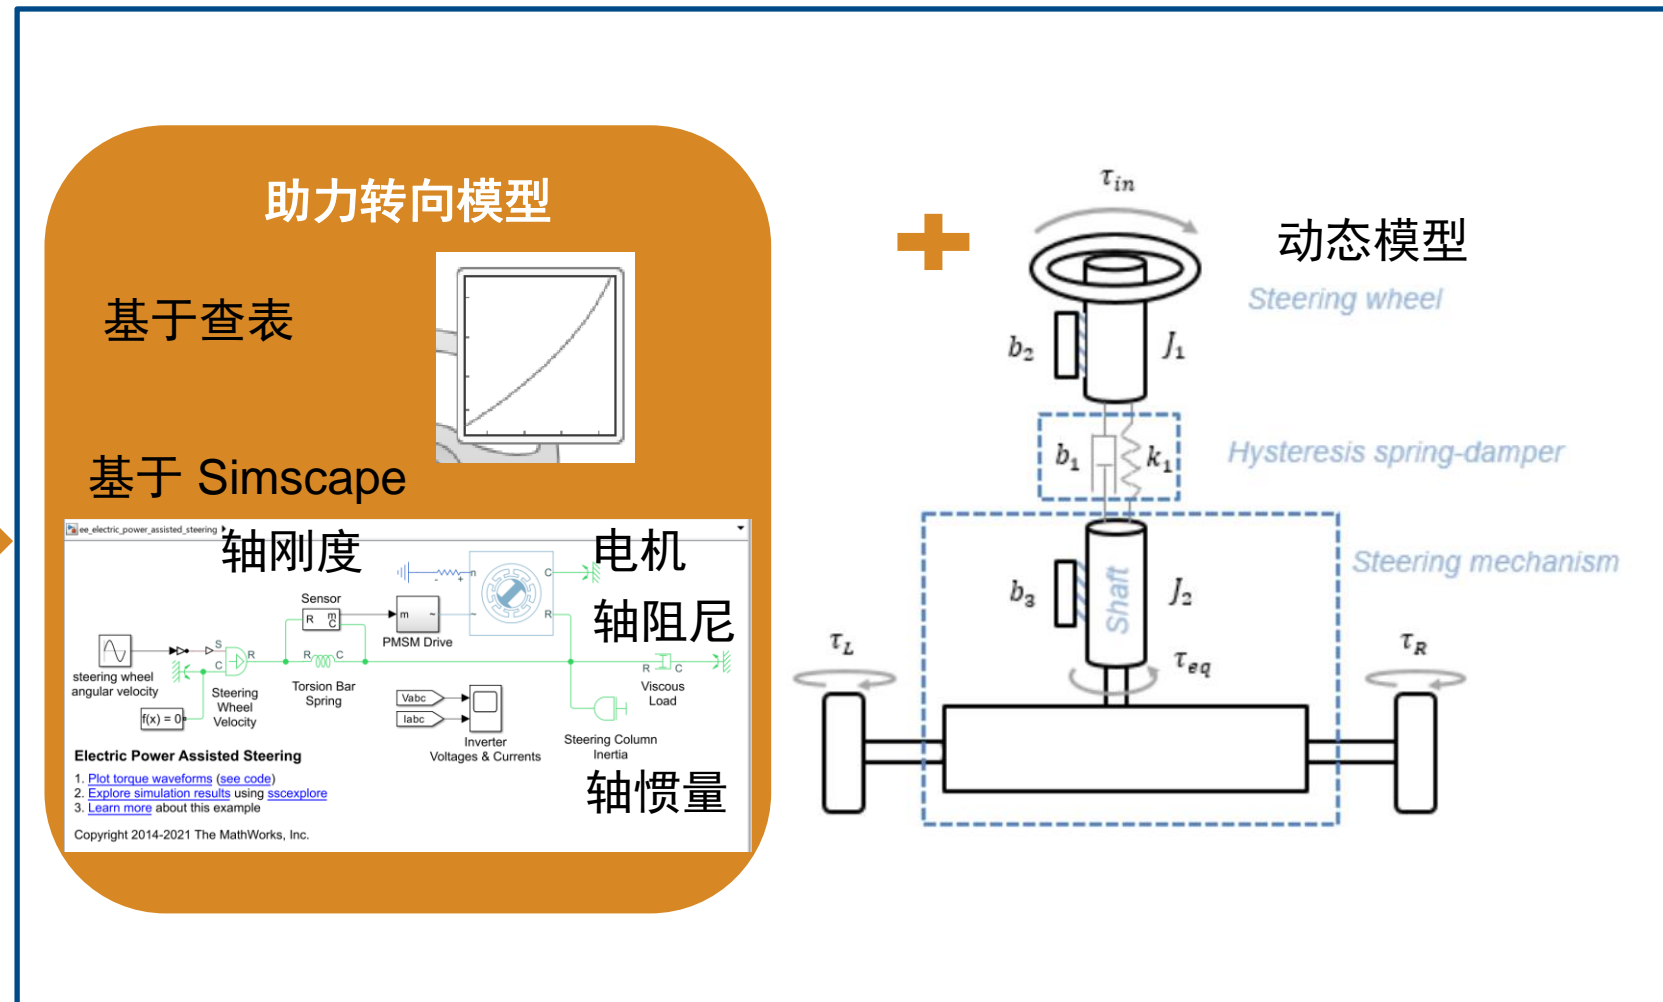 助力转向模型
基于查表
基于 Simscape
ee_electric_power_assisted_steering
轴刚度
电机
轴阻尼
轴惯量
n
C
R
- +
~
Sensor
R m C
m ~
PMSM Drive
S
C
R
R C
R C
steering wheel
angular velocity
f(x) = 0
Steering
Wheel
Velocity
Torsion Bar
Spring
Vabc
Iabc
Inverter
Voltages & Currents
Viscous
Load
Steering Column
Inertia
Electric Power Assisted Steering
1. Plot torque waveforms (see code)
2. Explore simulation results using sscexplore
3. Learn more about this example
Copyright 2014-2021 The MathWorks, Inc.
动态模型
τ_in
Steering wheel
b₂
J₁
b₁
k₁
Hysteresis spring-damper
Steering mechanism
b₃
Shaft
J₂
τ_L
τ_eq
τ_R